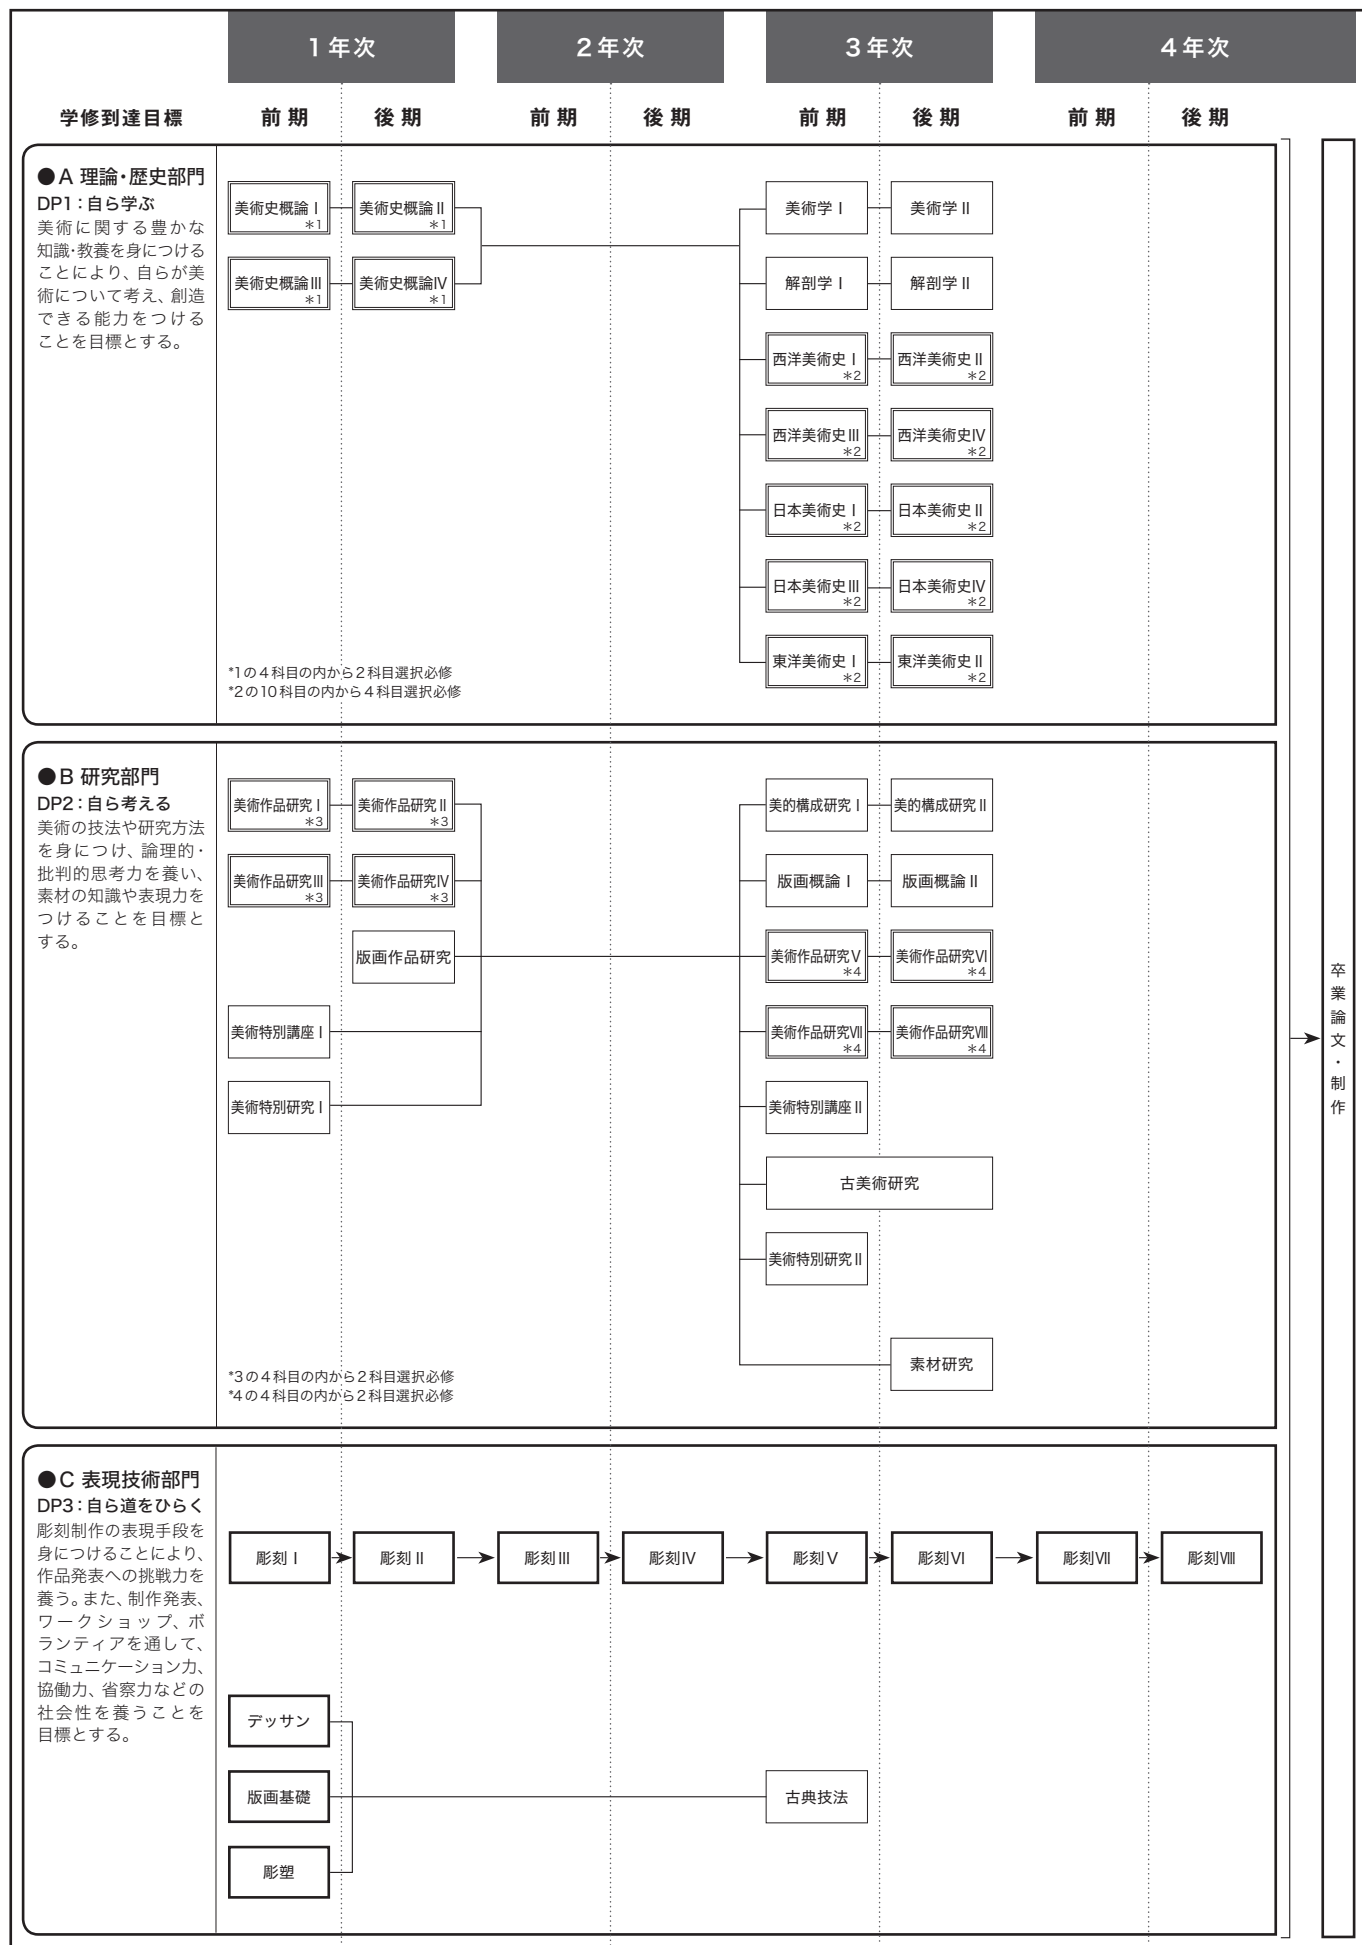 1年次
2年次
3年次
4年次
学修到達目標
前期
後期
前期
後期
前期
後期
前期
後期
●A 理論・歴史部門
DP1：自ら学ぶ
美術に関する豊かな
知識・教養を身につける
ことにより、自らが美
術について考え、創造
できる能力をつける
ことを目標とする。
美術史概論Ⅰ
＊1
美術史概論Ⅱ
＊1
美術史概論Ⅲ
＊1
美術史概論Ⅳ
＊1
美術学Ⅰ
美術学Ⅱ
解剖学Ⅰ
解剖学Ⅱ
西洋美術史Ⅰ
＊2
西洋美術史Ⅱ
＊2
西洋美術史Ⅲ
＊2
西洋美術史Ⅳ
＊2
日本美術史Ⅰ
＊2
日本美術史Ⅱ
＊2
日本美術史Ⅲ
＊2
日本美術史Ⅳ
＊2
東洋美術史Ⅰ
＊2
東洋美術史Ⅱ
＊2
*1の4科目の内から2科目選択必修
*2の10科目の内から4科目選択必修
●B 研究部門
DP2：自ら考える
美術の技法や研究方法
を身につけ、論理的・
批判的思考力を養い、
素材の知識や表現力を
つけることを目標と
する。
美術作品研究Ⅰ
＊3
美術作品研究Ⅱ
＊3
美術作品研究Ⅲ
＊3
美術作品研究Ⅳ
＊3
版画作品研究
美術特別講座Ⅰ
美術特別研究Ⅰ
美的構成研究Ⅰ
美的構成研究Ⅱ
版画概論Ⅰ
版画概論Ⅱ
美術作品研究Ⅴ
＊4
美術作品研究Ⅵ
＊4
美術作品研究Ⅶ
＊4
美術作品研究Ⅷ
＊4
美術特別講座Ⅱ
古美術研究
美術特別研究Ⅱ
素材研究
*3の4科目の内から2科目選択必修
*4の4科目の内から2科目選択必修
●C 表現技術部門
DP3：自ら道をひらく
彫刻制作の表現手段を
身につけることにより、
作品発表への挑戦力を
養う。また、制作発表、
ワークショップ、ボ
ランティアを通して、
コミュニケーション力、
協働力、省察力などの
社会性を養うことを
目標とする。
彫刻Ⅰ
彫刻Ⅱ
彫刻Ⅲ
彫刻Ⅳ
彫刻Ⅴ
彫刻Ⅵ
彫刻Ⅶ
彫刻Ⅷ
デッサン
版画基礎
彫塑
古典技法
卒業論文・制作